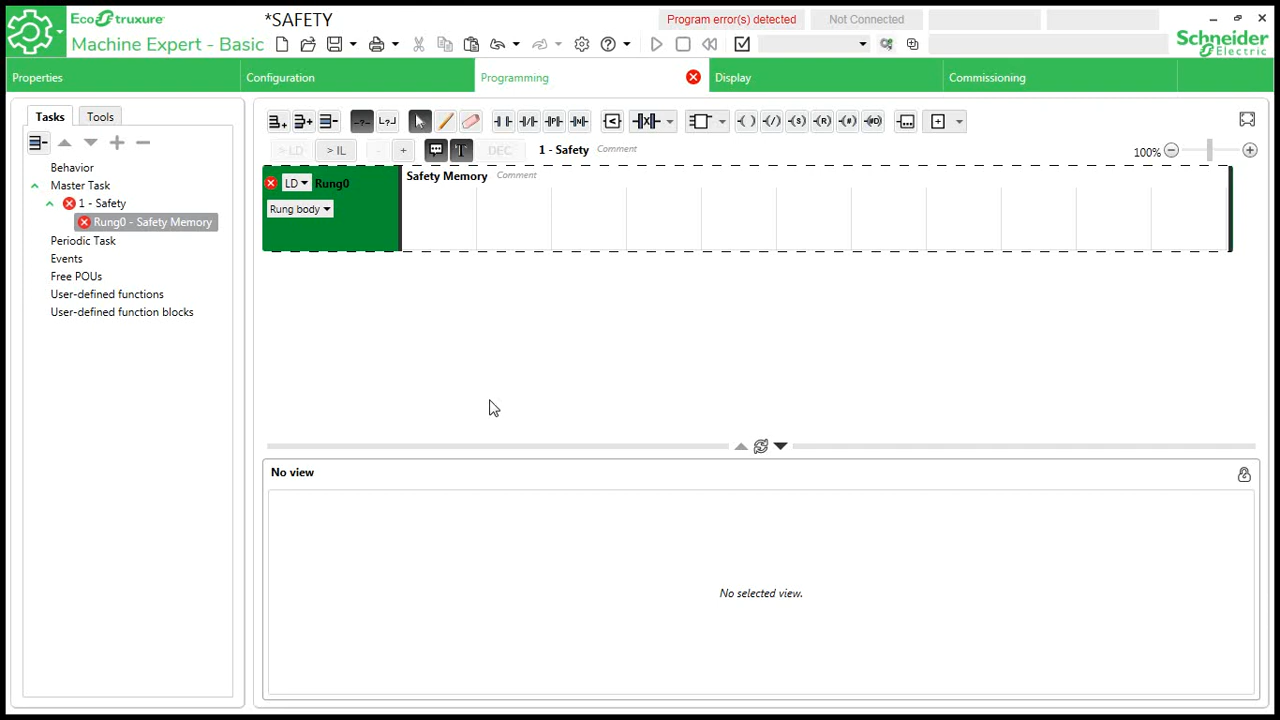 EcoStruxure
Machine Expert - Basic
*SAFETY
Program error(s) detected
Not Connected
Schneider
Electric
Properties
Configuration
Programming
Display
Commissioning
Tasks
Tools
Behavior
Master Task
1 - Safety
Rung0 - Safety Memory
Periodic Task
Events
Free POUs
User-defined functions
User-defined function blocks
> LD
> IL
-
+
T
DEC
1 - Safety
Comment
100%
LD
Rung0
Safety Memory
Comment
Rung body
No view
No selected view.